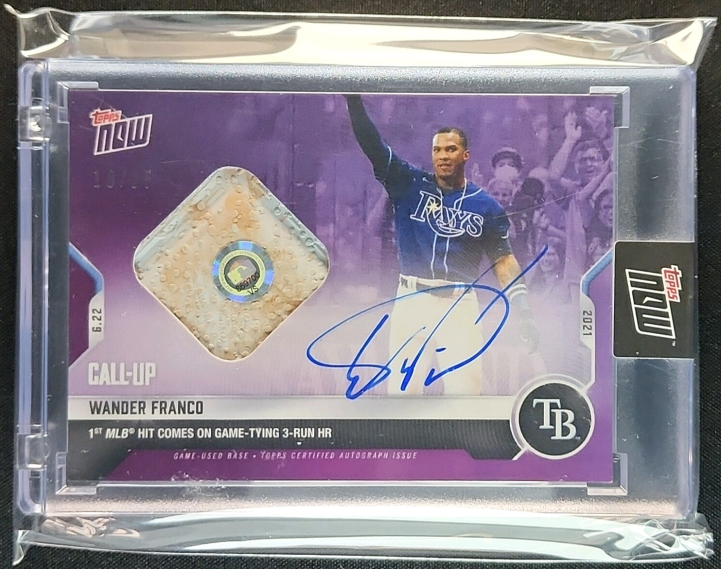 TOPPS
NOW
RAYS
6.22
2021
TOPPS
NOW
CALL-UP
WANDER FRANCO
1ST MLB® HIT COMES ON GAME-TYING 3-RUN HR
TB
GAME-USED BASE • TOPPS CERTIFIED AUTOGRAPH ISSUE